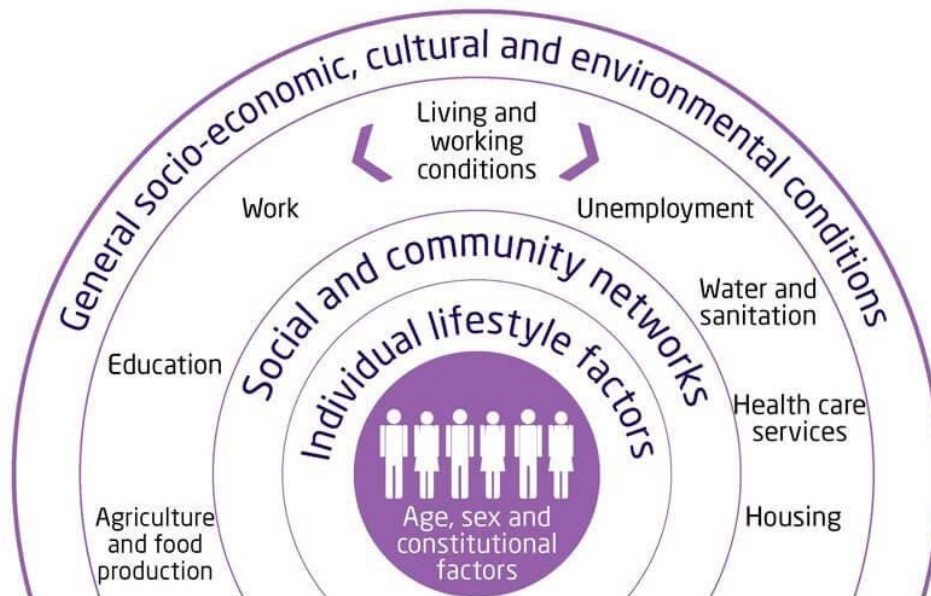 General socio-economic, cultural and environmental conditions
Living and
working
conditions
Work
Unemployment
Social and community networks
Water and
sanitation
Individual lifestyle factors
Education
Health care
services
Agriculture
and food
production
Housing
Age, sex and
constitutional
factors